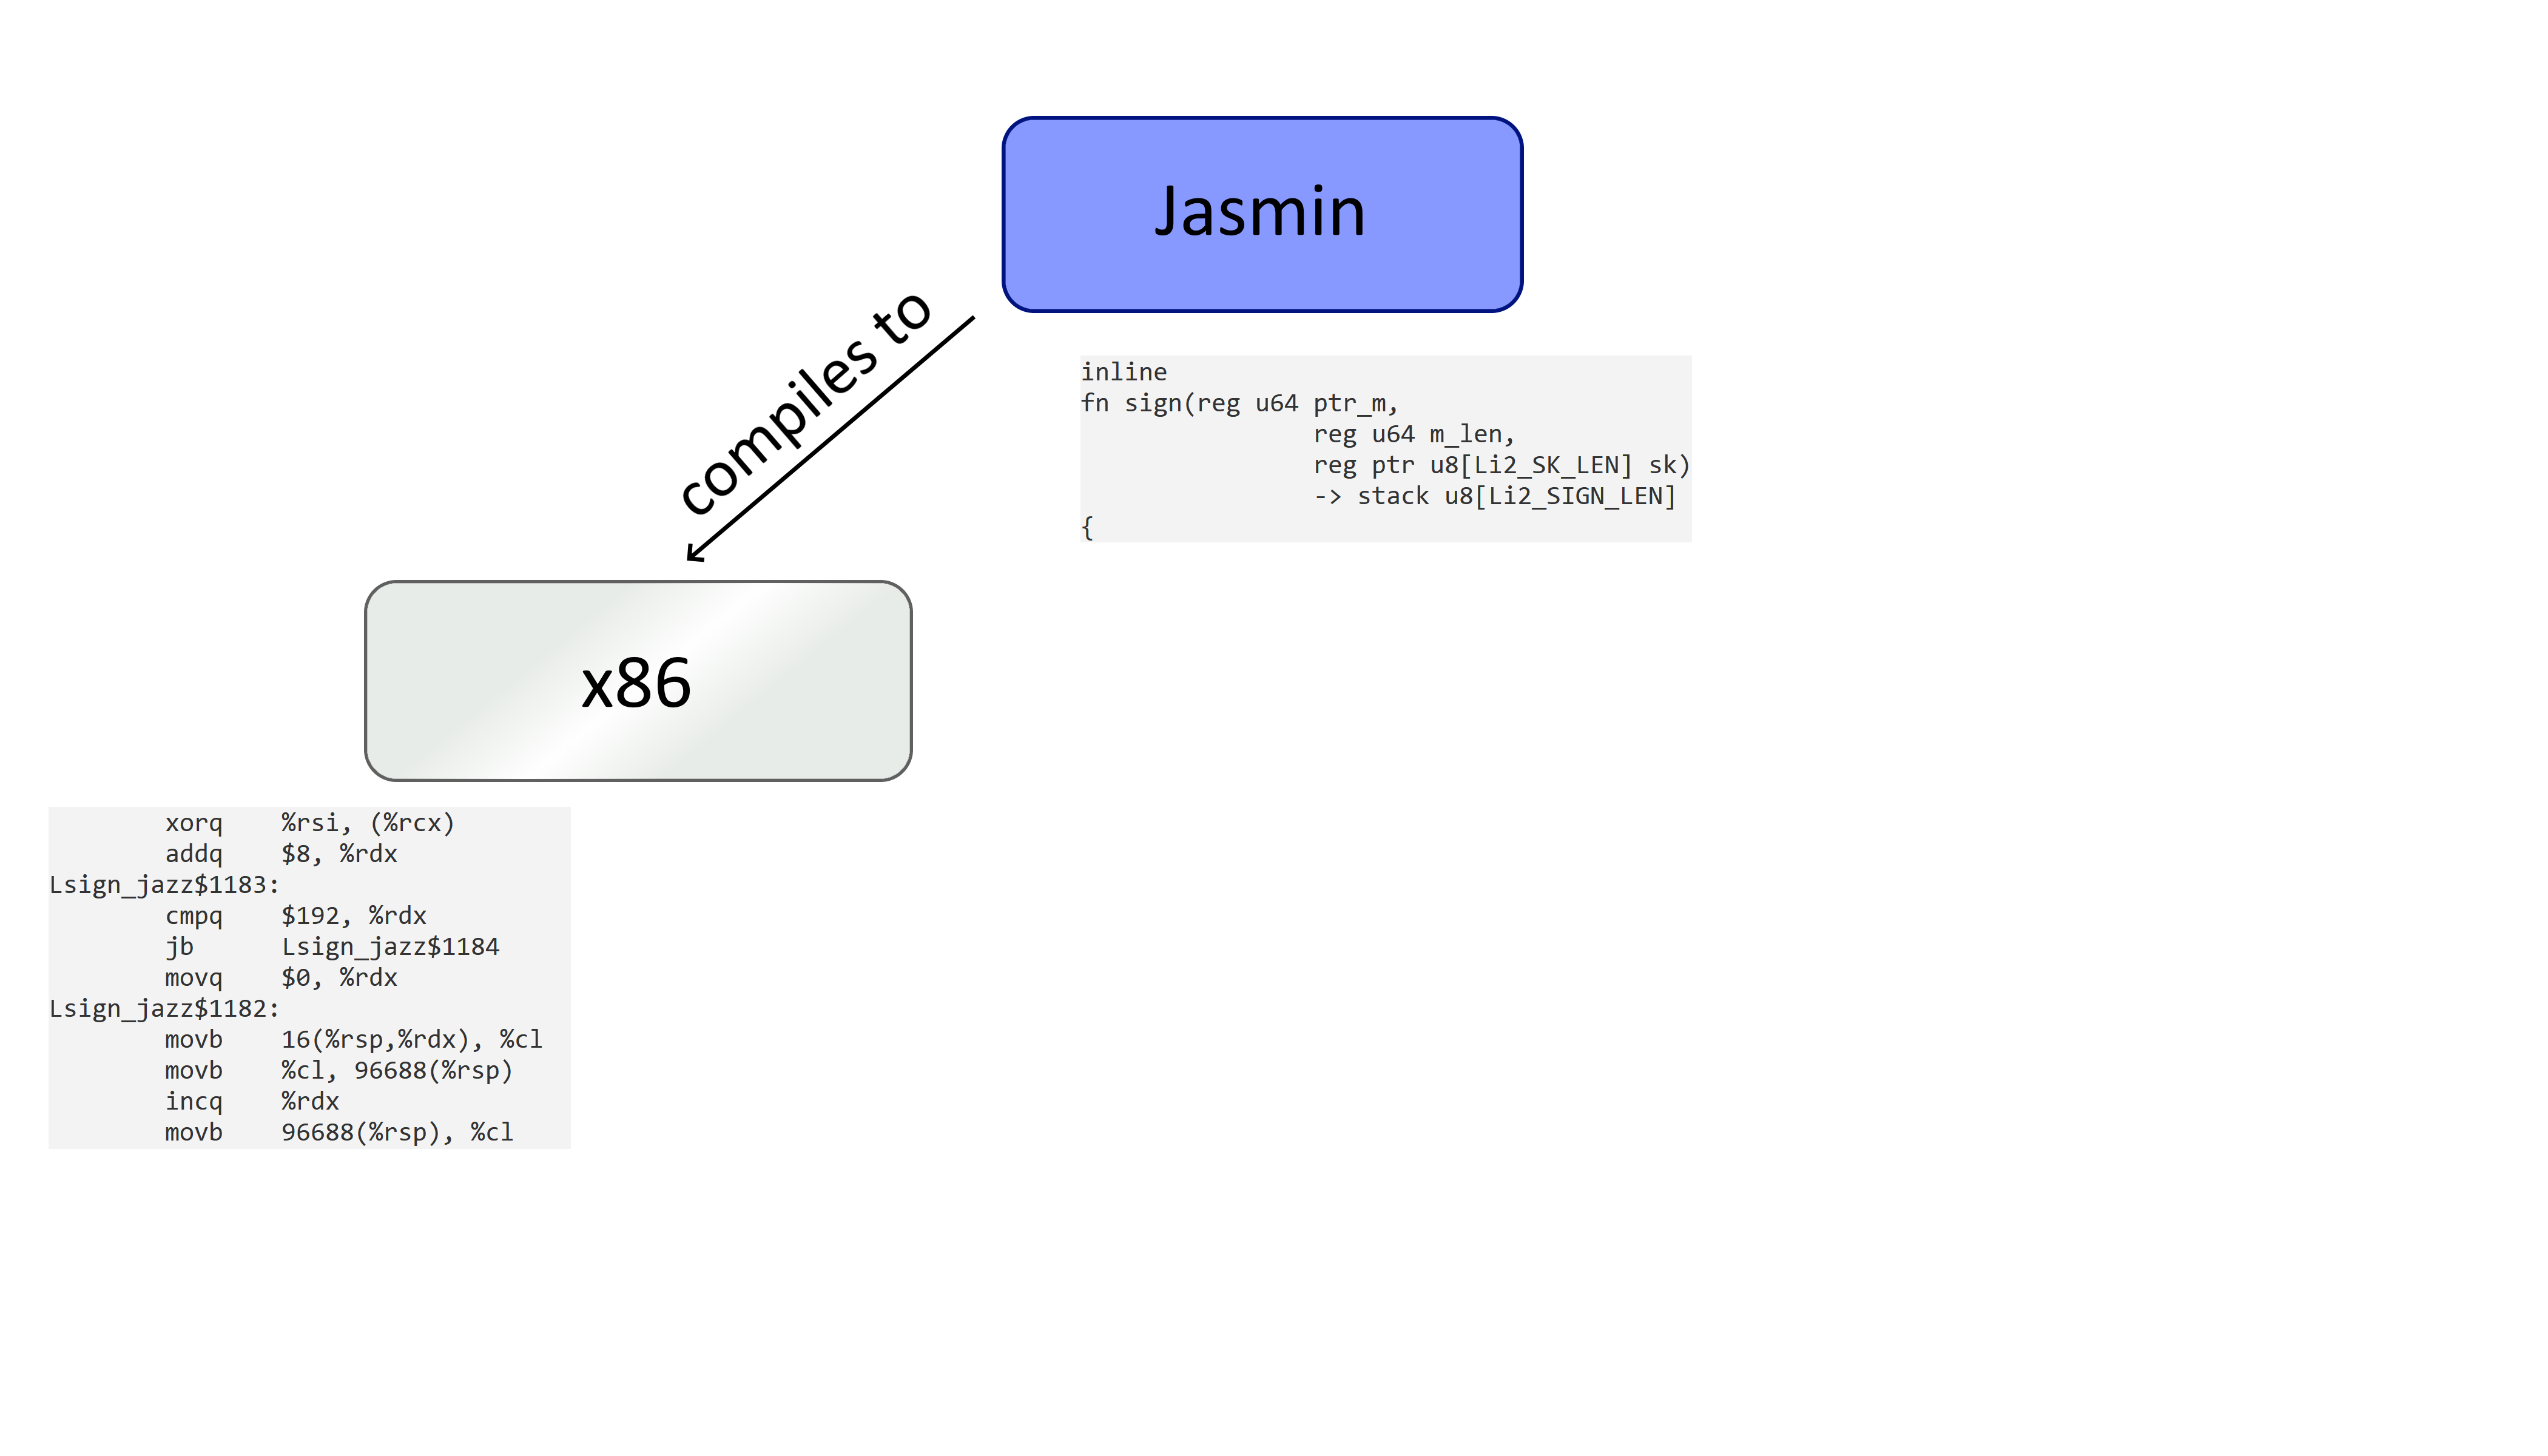 Jasmin
compiles to
inline
fn sign(reg u64 ptr_m,
                reg u64 m_len,
                reg ptr u8[Li2_SK_LEN] sk)
                -> stack u8[Li2_SIGN_LEN]
{
x86
        xorq    %rsi, (%rcx)
        addq    $8, %rdx
Lsign_jazz$1183:
        cmpq    $192, %rdx
        jb      Lsign_jazz$1184
        movq    $0, %rdx
Lsign_jazz$1182:
        movb    16(%rsp,%rdx), %cl
        movb    %cl, 96688(%rsp)
        incq    %rdx
        movb    96688(%rsp), %cl